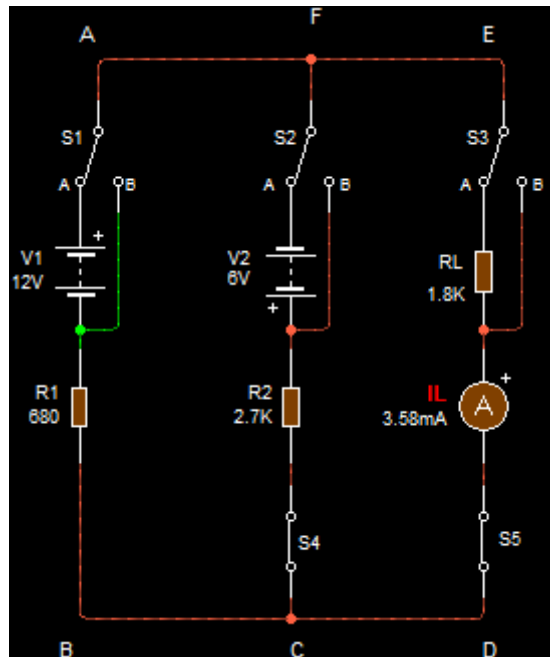 A F E
S1 S2 S3
A B A B A B
+
V1 V2 RL
12V 6V 1.8K
+
R1 R2 IL +
680 2.7K 3.58mA A
S4 S5
B C D